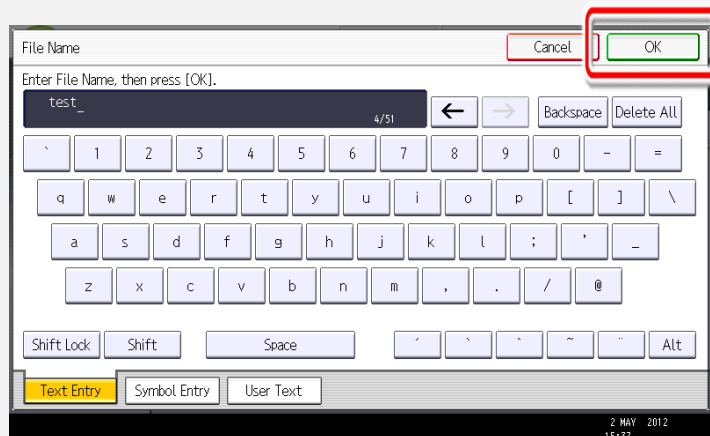 File Name Cancel OK
Enter File Name, then press [OK].
test_
4/51 ← → Backspace Delete All
` 1 2 3 4 5 6 7 8 9 0 - =
q w e r t y u i o p [ ] \
a s d f g h j k l ; ' _
z x c v b n m , . / @
Shift Lock Shift Space ´ ` ^ ~ ¨ Alt
Text Entry Symbol Entry User Text
2 MAY 2012
15:37